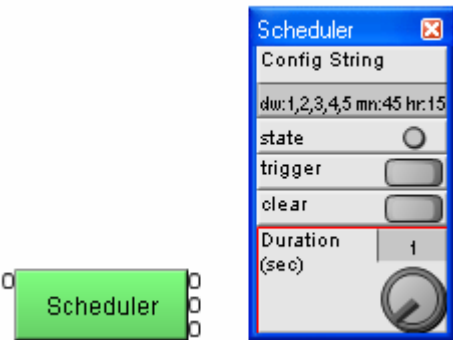 Scheduler
Config String
dw:1,2,3,4,5 mn:45 hr:15
state
trigger
clear
Duration
(sec)
1
Scheduler